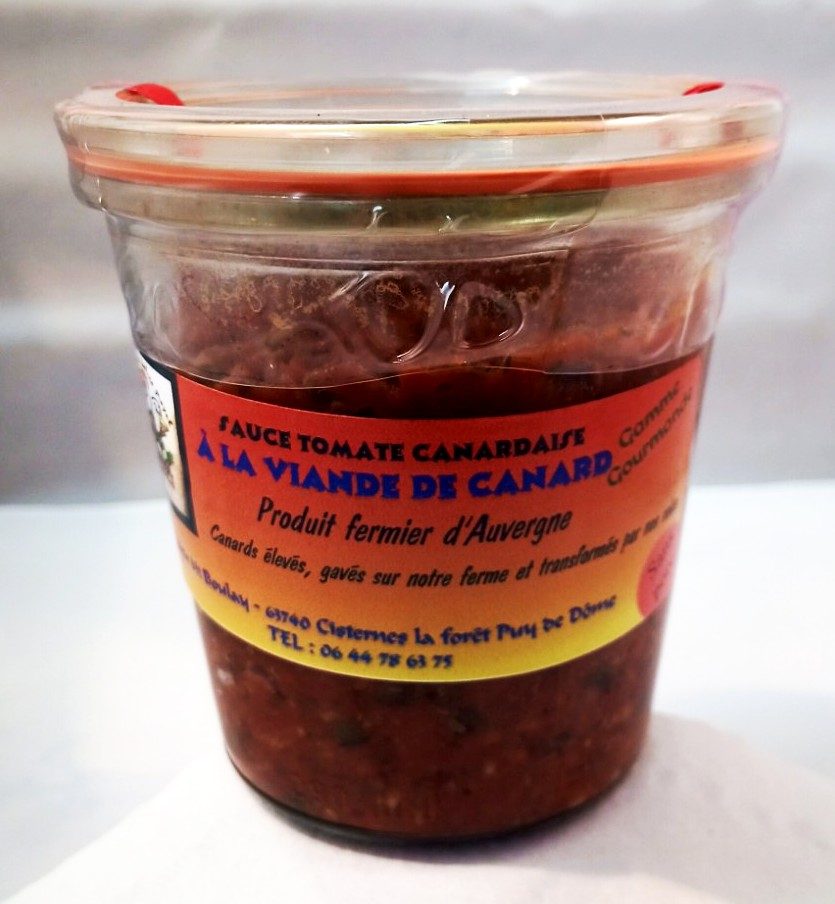 SAUCE TOMATE CANARDAISE
À LA VIANDE DE CANARD
Gamme
Gourmande
Produit fermier d'Auvergne
Canards élevés, gavés sur notre ferme et transformés par nos soins
Boulay - 63740 Cisternes la forêt Puy de Dôme
TEL : 06 44 78 63 75